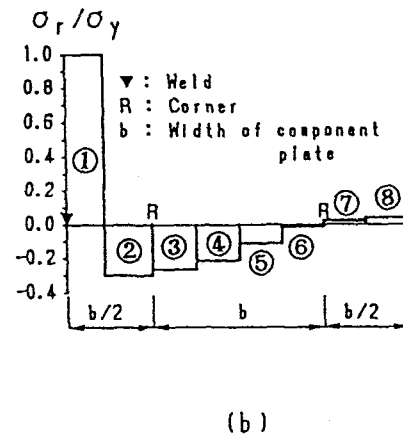 σr/σy
1.0
0.8
0.6
0.4
0.2
0.0
-0.2
-0.4
▼ : Weld
R : Corner
b : Width of component
plate
①
②
R
③
④
⑤
⑥
R
⑦
⑧
b/2
b
b/2
(b)